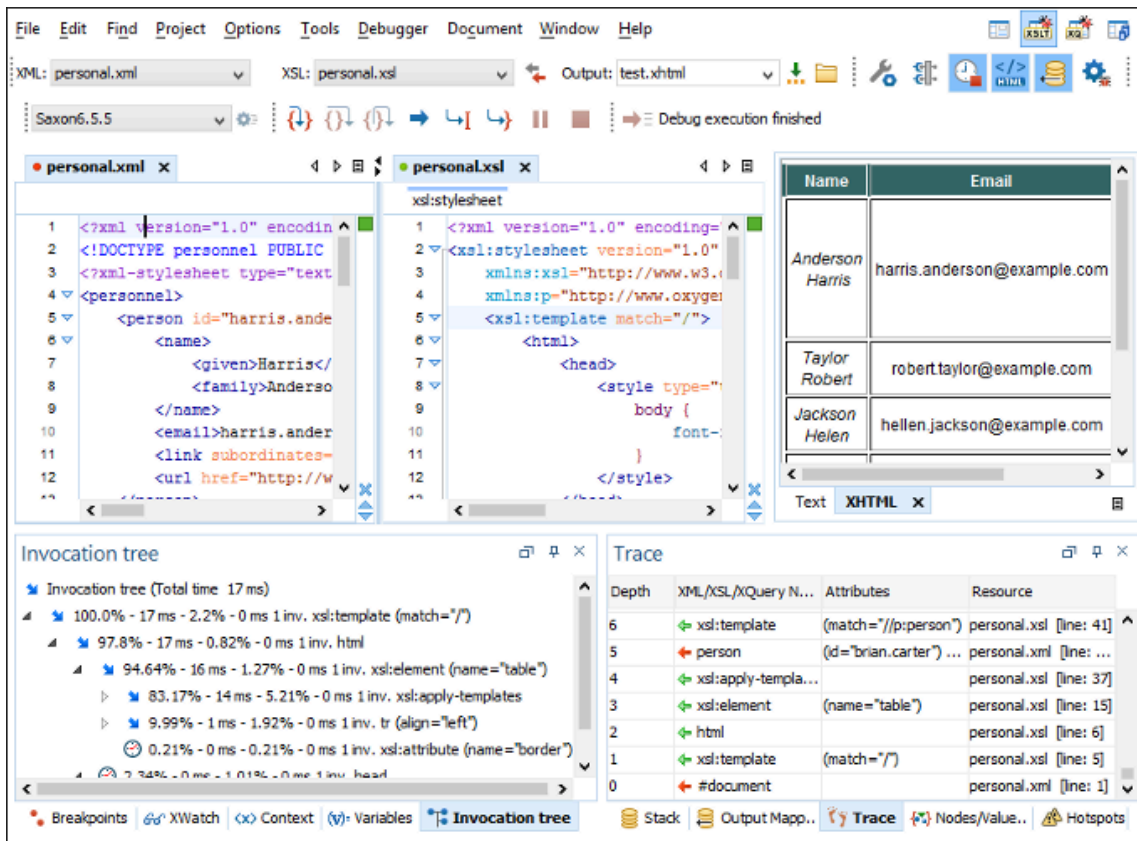 File Edit Find Project Options Tools Debugger Document Window Help
XSLT XQ
XML: personal.xml XSL: personal.xsl Output: test.xhtml
</>
HTML
Saxon6.5.5 Debug execution finished
personal.xml
1 <?xml version="1.0" encodin
2 <!DOCTYPE personnel PUBLIC
3 <?xml-stylesheet type="text
4 <personnel>
5 <person id="harris.ande
6 <name>
7 <given>Harris</
8 <family>Anderso
9 </name>
10 <email>harris.ander
11 <link subordinates=
12 <url href="http://w
personal.xsl
xsl:stylesheet
1 <?xml version="1.0" encoding=
2 <xsl:stylesheet version="1.0"
3 xmlns:xsl="http://www.w3.
4 xmlns:p="http://www.oxyge
5 <xsl:template match="/">
6 <html>
7 <head>
8 <style type="
9 body {
10 font-
11 }
12 </style>
Name Email
Anderson
Harris
harris.anderson@example.com
Taylor
Robert
robert.taylor@example.com
Jackson
Helen
hellen.jackson@example.com
Text XHTML
Invocation tree
Invocation tree (Total time 17 ms)
100.0% - 17 ms - 2.2% - 0 ms 1 inv. xsl:template (match="/")
97.8% - 17 ms - 0.82% - 0 ms 1 inv. html
94.64% - 16 ms - 1.27% - 0 ms 1 inv. xsl:element (name="table")
83.17% - 14 ms - 5.21% - 0 ms 1 inv. xsl:apply-templates
9.99% - 1 ms - 1.92% - 0 ms 1 inv. tr (align="left")
0.21% - 0 ms - 0.21% - 0 ms 1 inv. xsl:attribute (name="border")
2.34% - 0 ms - 1.01% - 0 ms 1 inv. head
Breakpoints XWatch <x> Context (v)= Variables Invocation tree
Trace
Depth XML/XSL/XQuery N... Attributes Resource
6 xsl:template (match="//p:person") personal.xsl [line: 41]
5 person (id="brian.carter") ... personal.xml [line: ...
4 xsl:apply-templa... personal.xsl [line: 37]
3 xsl:element (name="table") personal.xsl [line: 15]
2 html personal.xsl [line: 6]
1 xsl:template (match="/") personal.xsl [line: 5]
0 #document personal.xml [line: 1]
Stack Output Mapp.. Trace Nodes/Value.. Hotspots